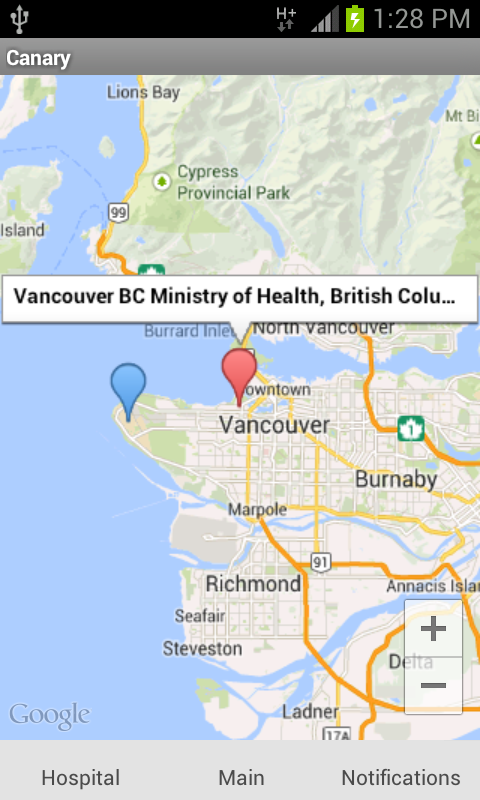 H+ 1:28 PM
Canary
Lions Bay
Mt
Cypress
Provincial Park
99
Island
Vancouver BC Ministry of Health, British Colu...
Burrard Inlet
North Vancouver
Downtown
Vancouver
1
Burnaby
Marpole
91
Richmond
Annacis Islan
Seafair
Steveston
Delta
Google
Ladner
17A
+
−
Hospital Main Notifications